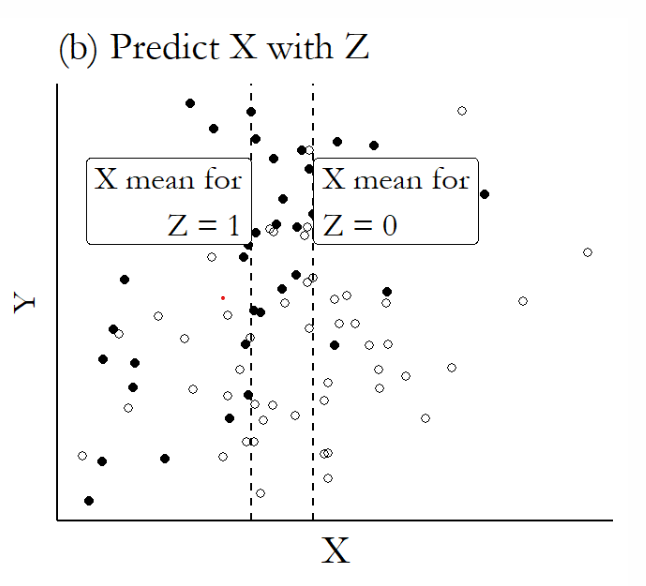 (b) Predict X with Z
X mean for
Z = 1
X mean for
Z = 0
Y
X